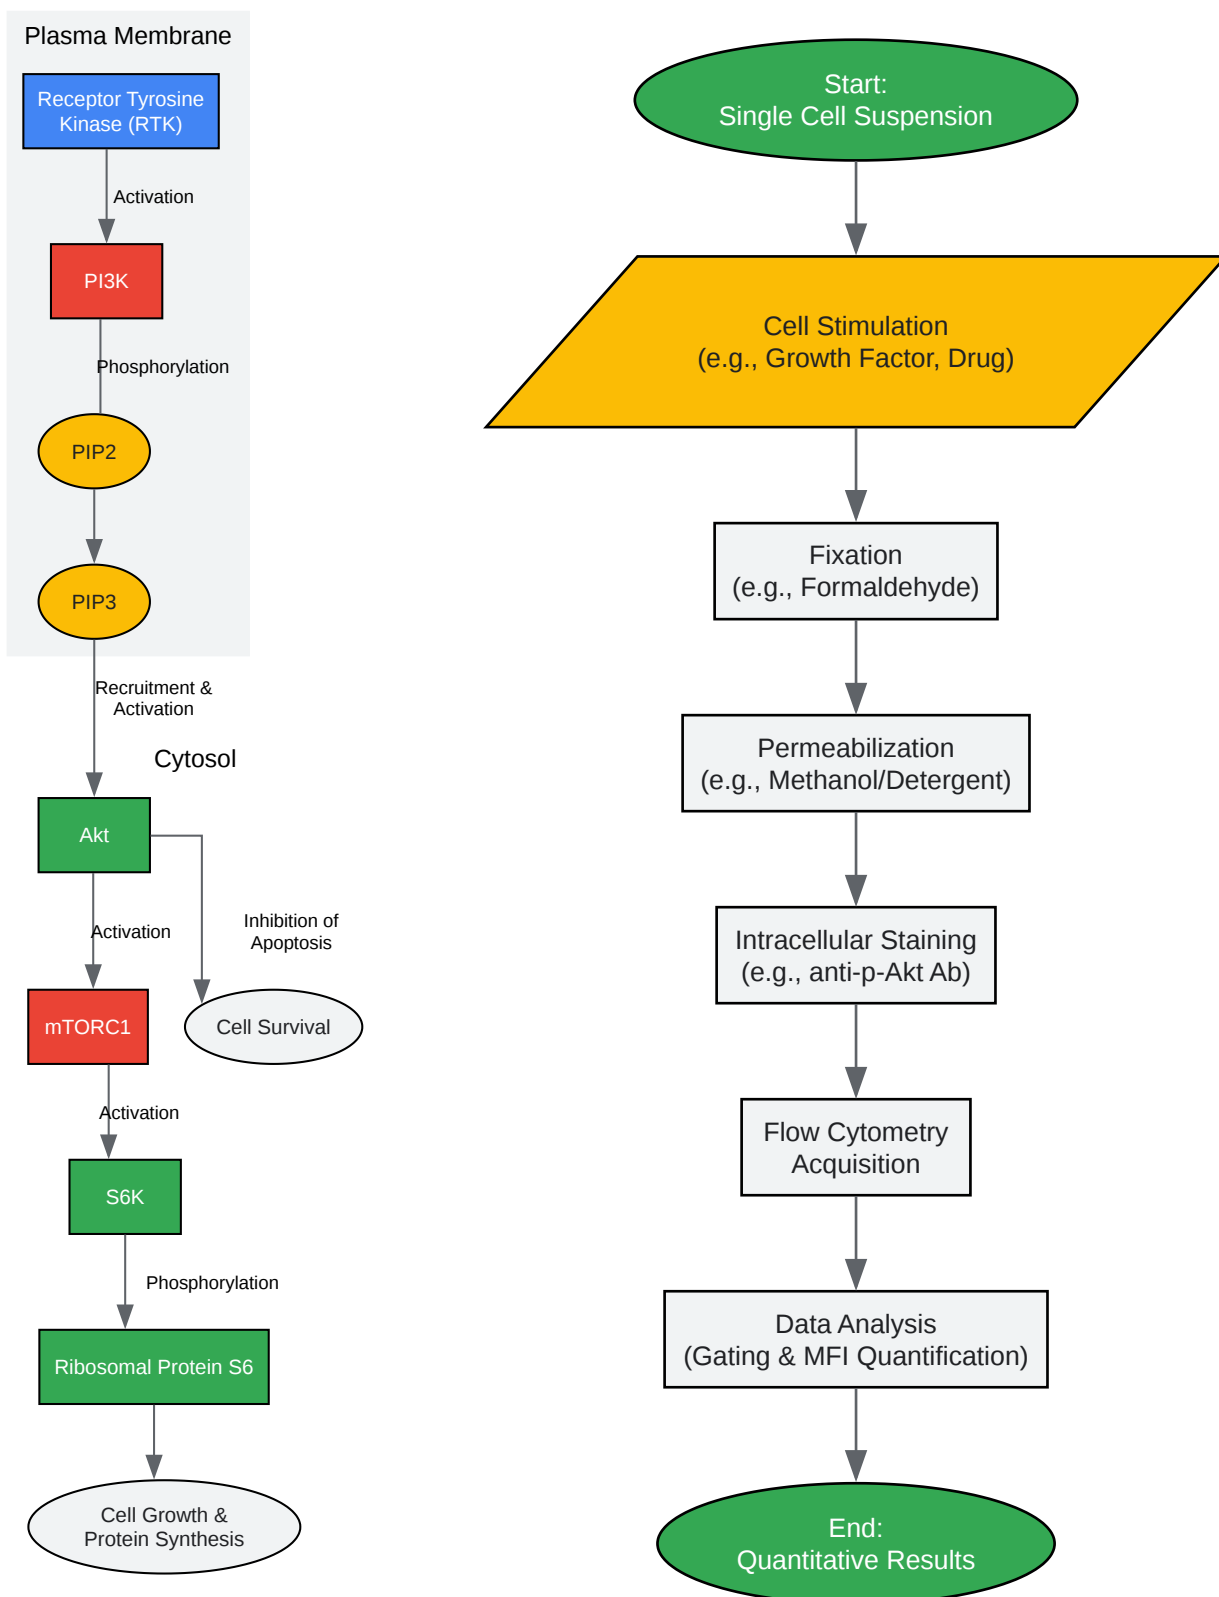 Plasma Membrane
Receptor Tyrosine
Kinase (RTK)
Activation
PI3K
Phosphorylation
PIP2
PIP3
Recruitment &
Activation
Cytosol
Akt
Activation
Inhibition of
Apoptosis
mTORC1
Cell Survival
Activation
S6K
Phosphorylation
Ribosomal Protein S6
Cell Growth &
Protein Synthesis
Start:
Single Cell Suspension
Cell Stimulation
(e.g., Growth Factor, Drug)
Fixation
(e.g., Formaldehyde)
Permeabilization
(e.g., Methanol/Detergent)
Intracellular Staining
(e.g., anti-p-Akt Ab)
Flow Cytometry
Acquisition
Data Analysis
(Gating & MFI Quantification)
End:
Quantitative Results